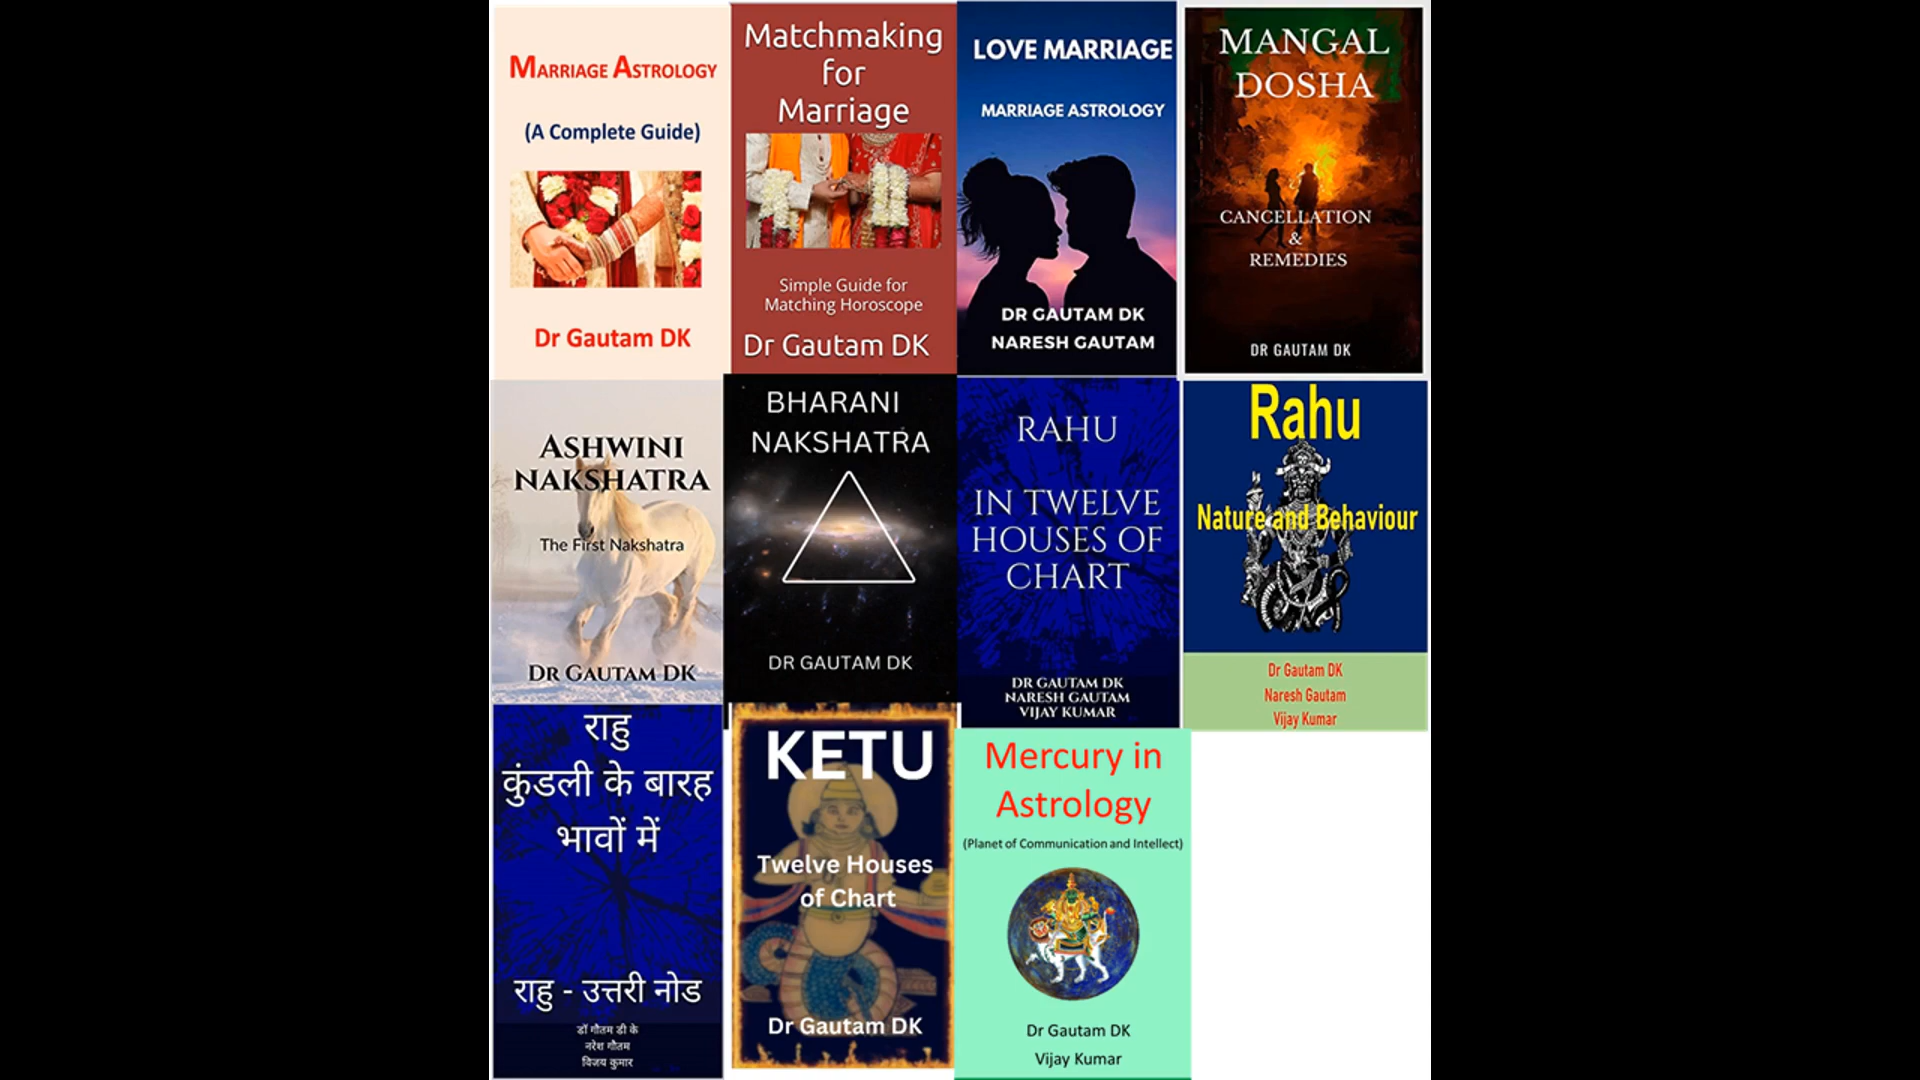 MARRIAGE ASTROLOGY
(A Complete Guide)
Dr Gautam DK
Matchmaking
for
Marriage
Simple Guide for
Matching Horoscope
Dr Gautam DK
LOVE MARRIAGE
MARRIAGE ASTROLOGY
DR GAUTAM DK
NARESH GAUTAM
MANGAL
DOSHA
CANCELLATION
&
REMEDIES
DR GAUTAM DK
ASHWINI
NAKSHATRA
The First Nakshatra
DR GAUTAM DK
BHARANI
NAKSHATRA
DR GAUTAM DK
RAHU
IN TWELVE
HOUSES OF
CHART
DR GAUTAM DK
NARESH GAUTAM
VIJAY KUMAR
Rahu
Nature and Behaviour
Dr Gautam DK
Naresh Gautam
Vijay Kumar
राहु
कुंडली के बारह
भावों में
राहु - उत्तरी नोड
डॉ गौतम डी के
नरेश गौतम
विजय कुमार
KETU
Twelve Houses
of Chart
Dr Gautam DK
Mercury in
Astrology
(Planet of Communication and Intellect)
Dr Gautam DK
Vijay Kumar